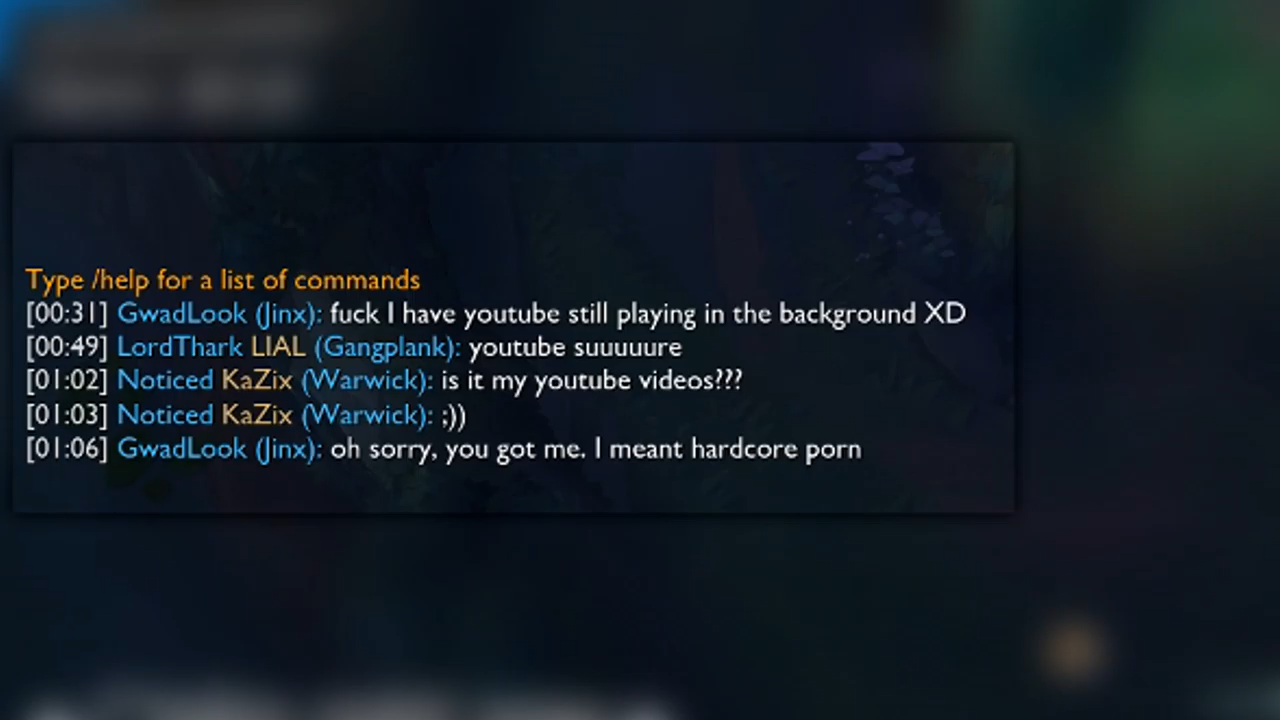 Type /help for a list of commands
[00:31] GwadLook (Jinx): fuck I have youtube still playing in the background XD
[00:49] LordThark LIAL (Gangplank): youtube suuuuure
[01:02] Noticed KaZix (Warwick): is it my youtube videos???
[01:03] Noticed KaZix (Warwick): ;))
[01:06] GwadLook (Jinx): oh sorry, you got me. I meant hardcore porn